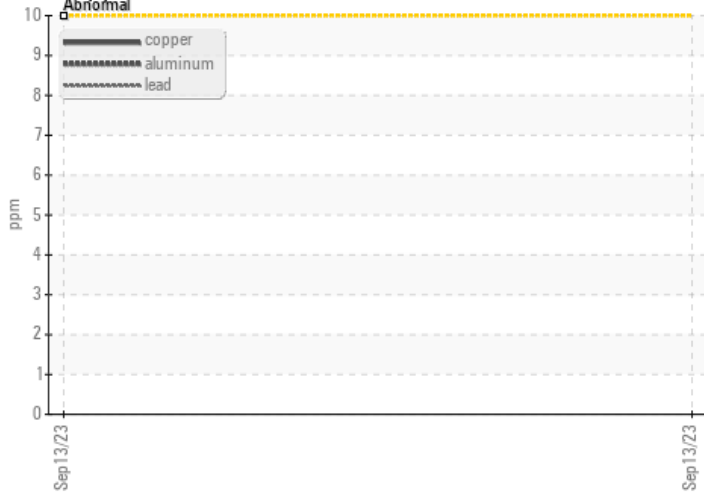 Abnormal
10
9
8
7
6
5
4
3
2
1
0
ppm
copper
aluminum
lead
Sep13/23
Sep13/23